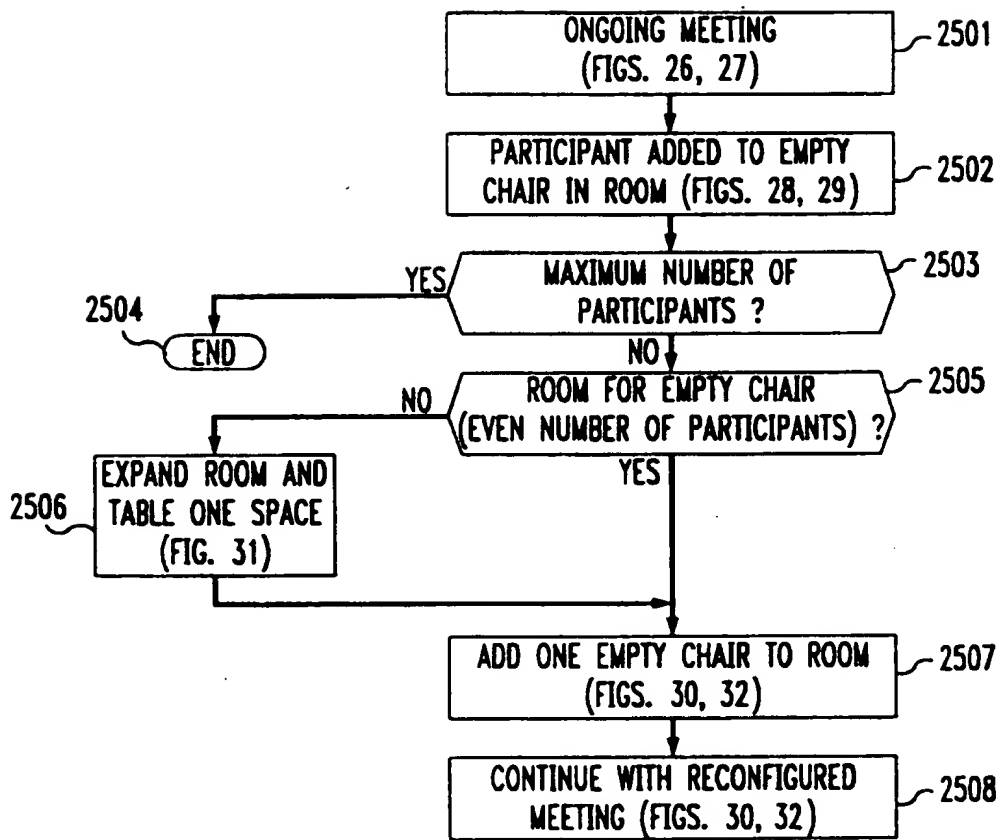 ONGOING MEETING
(FIGS. 26, 27)
2501
PARTICIPANT ADDED TO EMPTY
CHAIR IN ROOM (FIGS. 28, 29)
2502
MAXIMUM NUMBER OF
PARTICIPANTS ?
2503
YES
2504
END
NO
ROOM FOR EMPTY CHAIR
(EVEN NUMBER OF PARTICIPANTS) ?
2505
NO
YES
EXPAND ROOM AND
TABLE ONE SPACE
(FIG. 31)
2506
ADD ONE EMPTY CHAIR TO ROOM
(FIGS. 30, 32)
2507
CONTINUE WITH RECONFIGURED
MEETING (FIGS. 30, 32)
2508